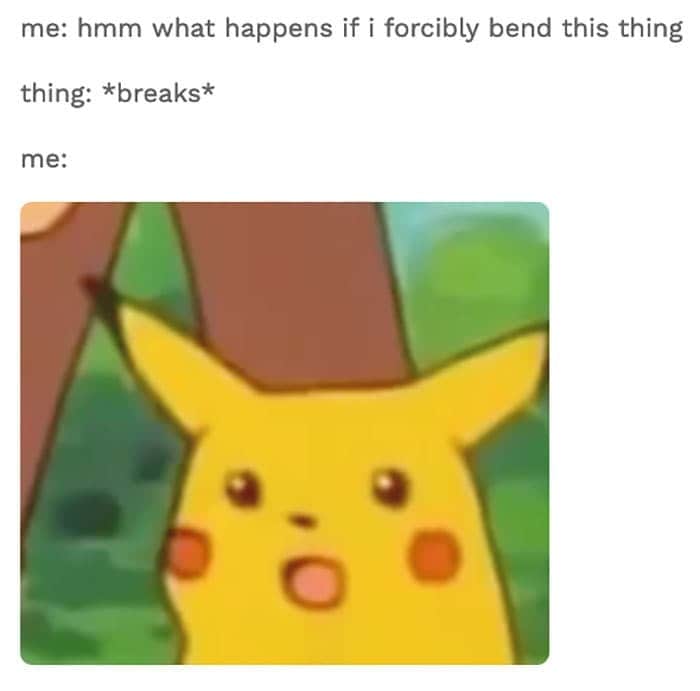 me: hmm what happens if i forcibly bend this thing
thing: *breaks*
me: